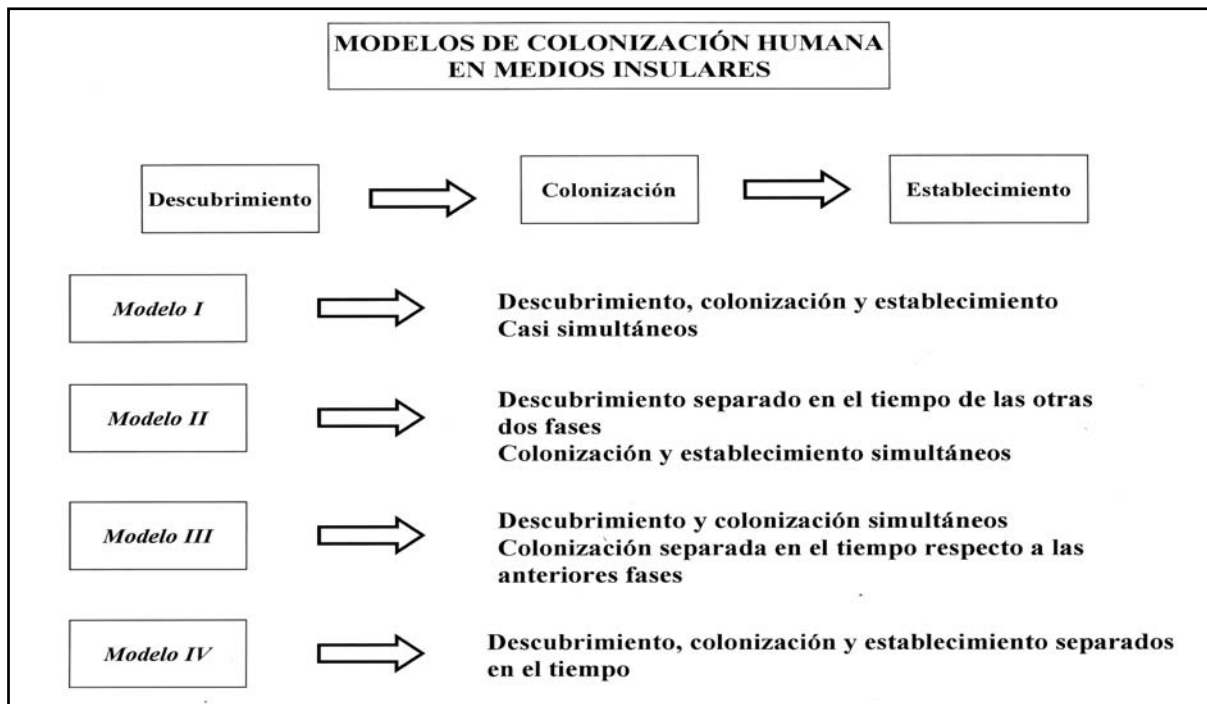 MODELOS DE COLONIZACIÓN HUMANA
EN MEDIOS INSULARES
Descubrimiento
Colonización
Establecimiento
Modelo I
Descubrimiento, colonización y establecimiento
Casi simultáneos
Modelo II
Descubrimiento separado en el tiempo de las otras
dos fases
Colonización y establecimiento simultáneos
Modelo III
Descubrimiento y colonización simultáneos
Colonización separada en el tiempo respecto a las
anteriores fases
Modelo IV
Descubrimiento, colonización y establecimiento separados
en el tiempo